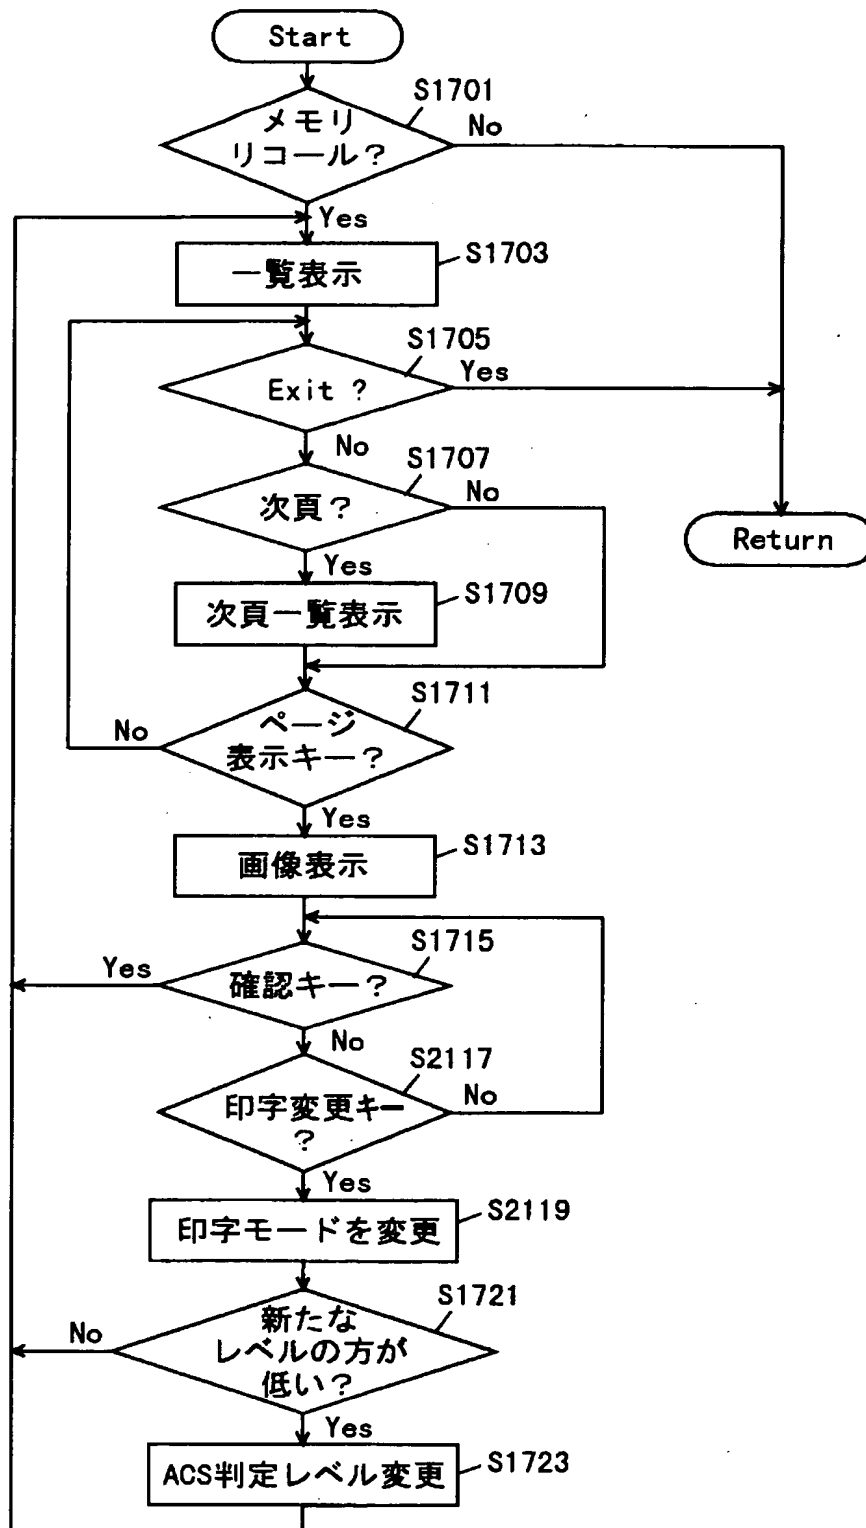 Start
S1701
メモリ
リコール？
No
Yes
一覧表示
S1703
S1705
Exit ？
Yes
No
S1707
次頁？
No
Return
Yes
次頁一覧表示
S1709
S1711
No
ページ
表示キー？
Yes
画像表示
S1713
S1715
Yes
確認キー？
No
S2117
印字変更キー
？
No
Yes
印字モードを変更
S2119
S1721
No
新たな
レベルの方が
低い？
Yes
ACS判定レベル変更
S1723